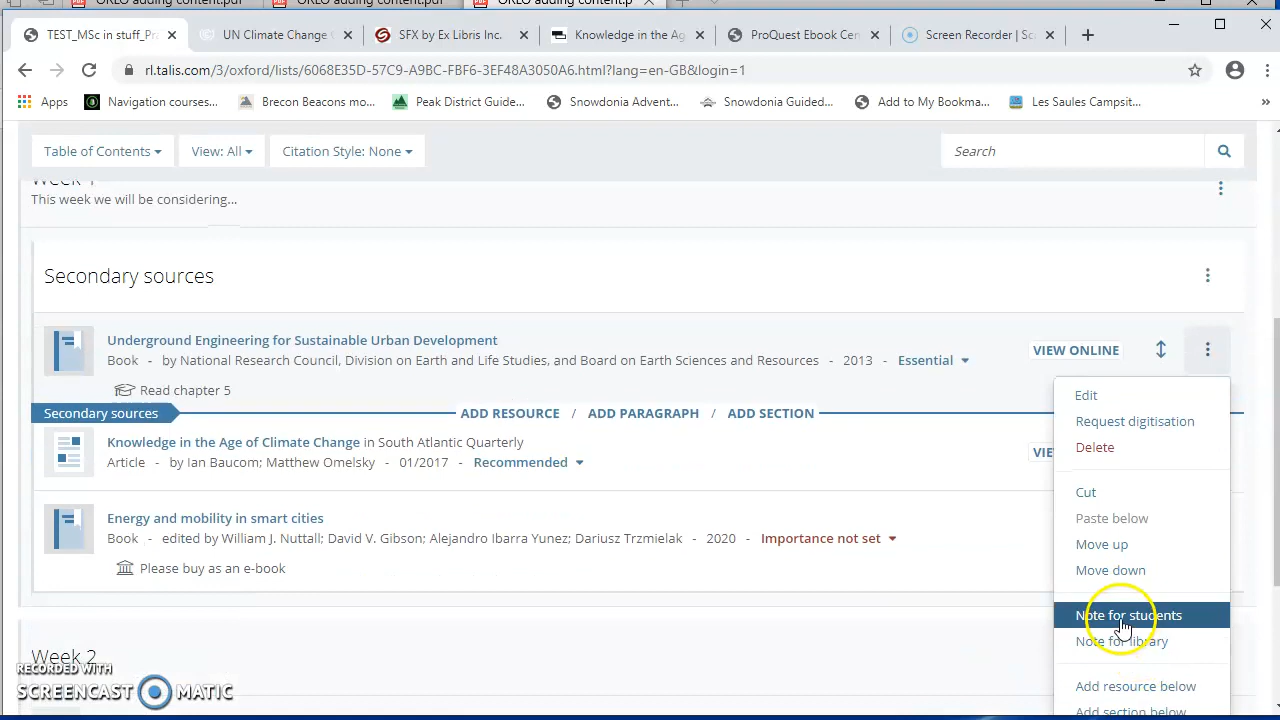 ORLO adding content.pdf
ORLO adding content.pdf
ORLO adding content.p
TEST_MSc in stuff_Pr
UN Climate Change
SFX by Ex Libris Inc.
Knowledge in the Ag
ProQuest Ebook Cen
Screen Recorder | Sc
rl.talis.com/3/oxford/lists/6068E35D-57C9-A9BC-FBF6-3EF48A3050A6.html?lang=en-GB&login=1
Apps
Navigation courses...
Brecon Beacons mo...
Peak District Guide...
Snowdonia Advent...
Snowdonia Guided...
Add to My Bookma...
Les Saules Campsit...
»
Table of Contents
View: All
Citation Style: None
Search
Week 1
This week we will be considering...
Secondary sources
Underground Engineering for Sustainable Urban Development
Book - by National Research Council, Division on Earth and Life Studies, and Board on Earth Sciences and Resources - 2013 - Essential
VIEW ONLINE
Read chapter 5
Secondary sources
ADD RESOURCE / ADD PARAGRAPH / ADD SECTION
Knowledge in the Age of Climate Change in South Atlantic Quarterly
Article - by Ian Baucom; Matthew Omelsky - 01/2017 - Recommended
VIE
Energy and mobility in smart cities
Book - edited by William J. Nuttall; David V. Gibson; Alejandro Ibarra Yunez; Dariusz Trzmielak - 2020 - Importance not set
Please buy as an e-book
Edit
Request digitisation
Delete
Cut
Paste below
Move up
Move down
Note for students
Note for library
Add resource below
Add section below
Week 2
RECORDED WITH
SCREENCAST MATIC